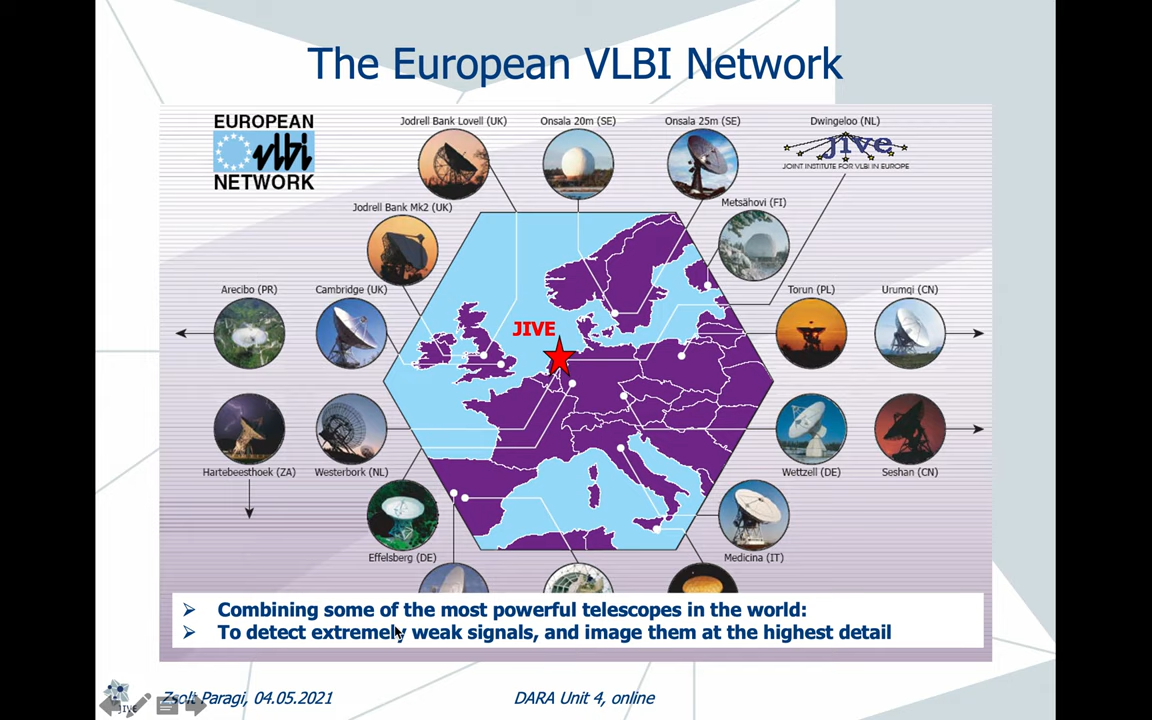 The European VLBI Network
EUROPEAN
vlbi
NETWORK
Jodrell Bank Lovell (UK)
Onsala 20m (SE)
Onsala 25m (SE)
Dwingeloo (NL)
jive
JOINT INSTITUTE FOR VLBI IN EUROPE
Jodrell Bank Mk2 (UK)
Metsähovi (FI)
Arecibo (PR)
Cambridge (UK)
Torun (PL)
Urumqi (CN)
JIVE
Hartebeesthoek (ZA)
Westerbork (NL)
Wettzell (DE)
Seshan (CN)
Effelsberg (DE)
Medicina (IT)
Combining some of the most powerful telescopes in the world:
To detect extremely weak signals, and image them at the highest detail
Zsolt Paragi, 04.05.2021
DARA Unit 4, online
JIVE